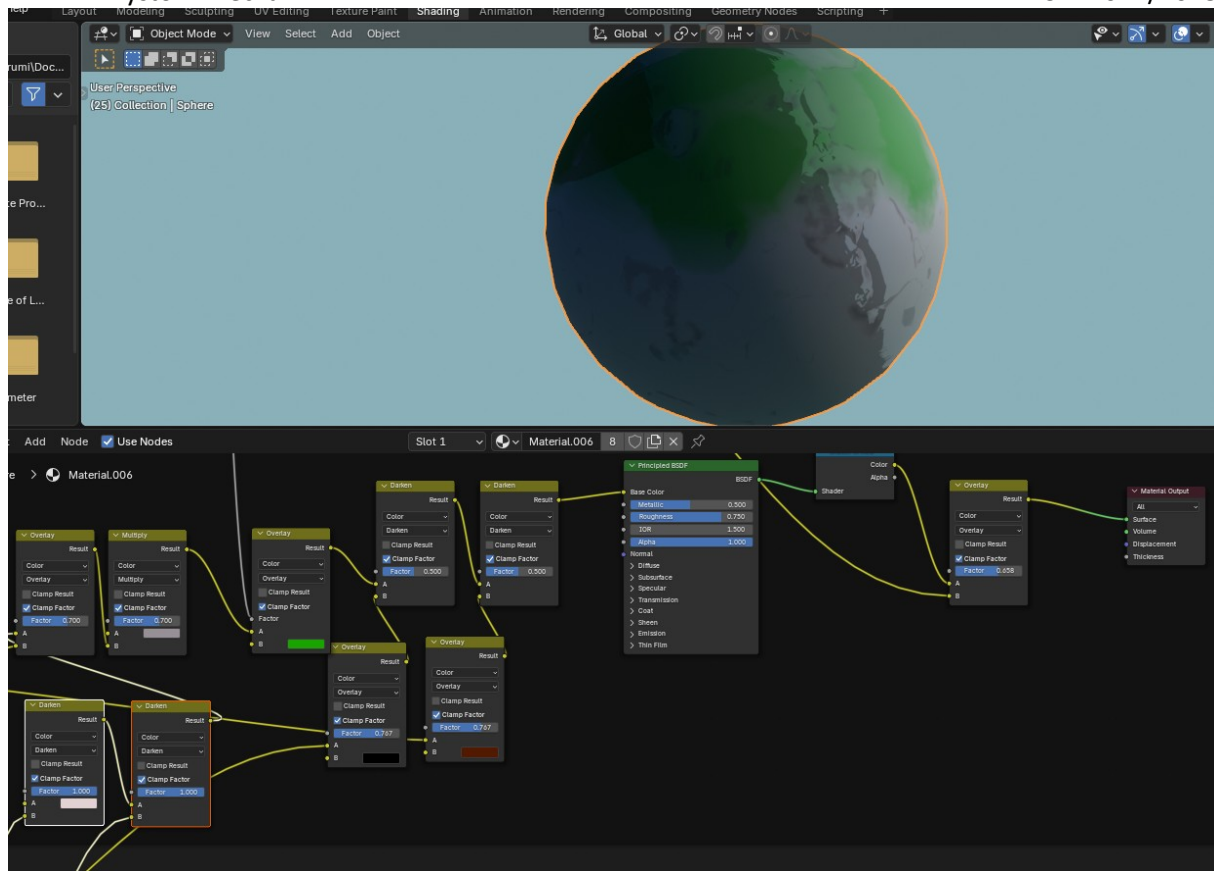 Layout Modeling Sculpting UV Editing Texture Paint Shading Animation Rendering Compositing Geometry Nodes Scripting +
Object Mode View Select Add Object Global
rumi\Doc...
User Perspective
(25) Collection | Sphere
te Pro...
e of L...
meter
Add Node Use Nodes Slot 1 Material.006 8
> Material.006
Principled BSDF
BSDF
Base Color
Metallic 0.500
Roughness 0.750
IOR 1.500
Alpha 1.000
Normal
> Diffuse
> Subsurface
> Specular
> Transmission
> Coat
> Sheen
> Emission
> Thin Film
Color
Alpha
Shader
Overlay
Result
Color
Overlay
Clamp Result
Clamp Factor
Factor 0.658
A
B
Material Output
All
Surface
Volume
Displacement
Thickness
Darken
Result
Color
Darken
Clamp Result
Clamp Factor
Factor 0.500
A
B
Darken
Result
Color
Darken
Clamp Result
Clamp Factor
Factor 0.500
A
B
Overlay
Result
Color
Overlay
Clamp Result
Clamp Factor
Factor 0.700
A
B
Multiply
Result
Color
Multiply
Clamp Result
Clamp Factor
Factor 0.700
A
B
Overlay
Result
Color
Overlay
Clamp Result
Clamp Factor
Factor
A
B
Overlay
Result
Color
Overlay
Clamp Result
Clamp Factor
Factor 0.767
A
B
Overlay
Result
Color
Overlay
Clamp Result
Clamp Factor
Factor 0.767
A
B
Darken
Result
Color
Darken
Clamp Result
Clamp Factor
Factor 1.000
A
B
Darken
Result
Color
Darken
Clamp Result
Clamp Factor
Factor 1.000
A
B